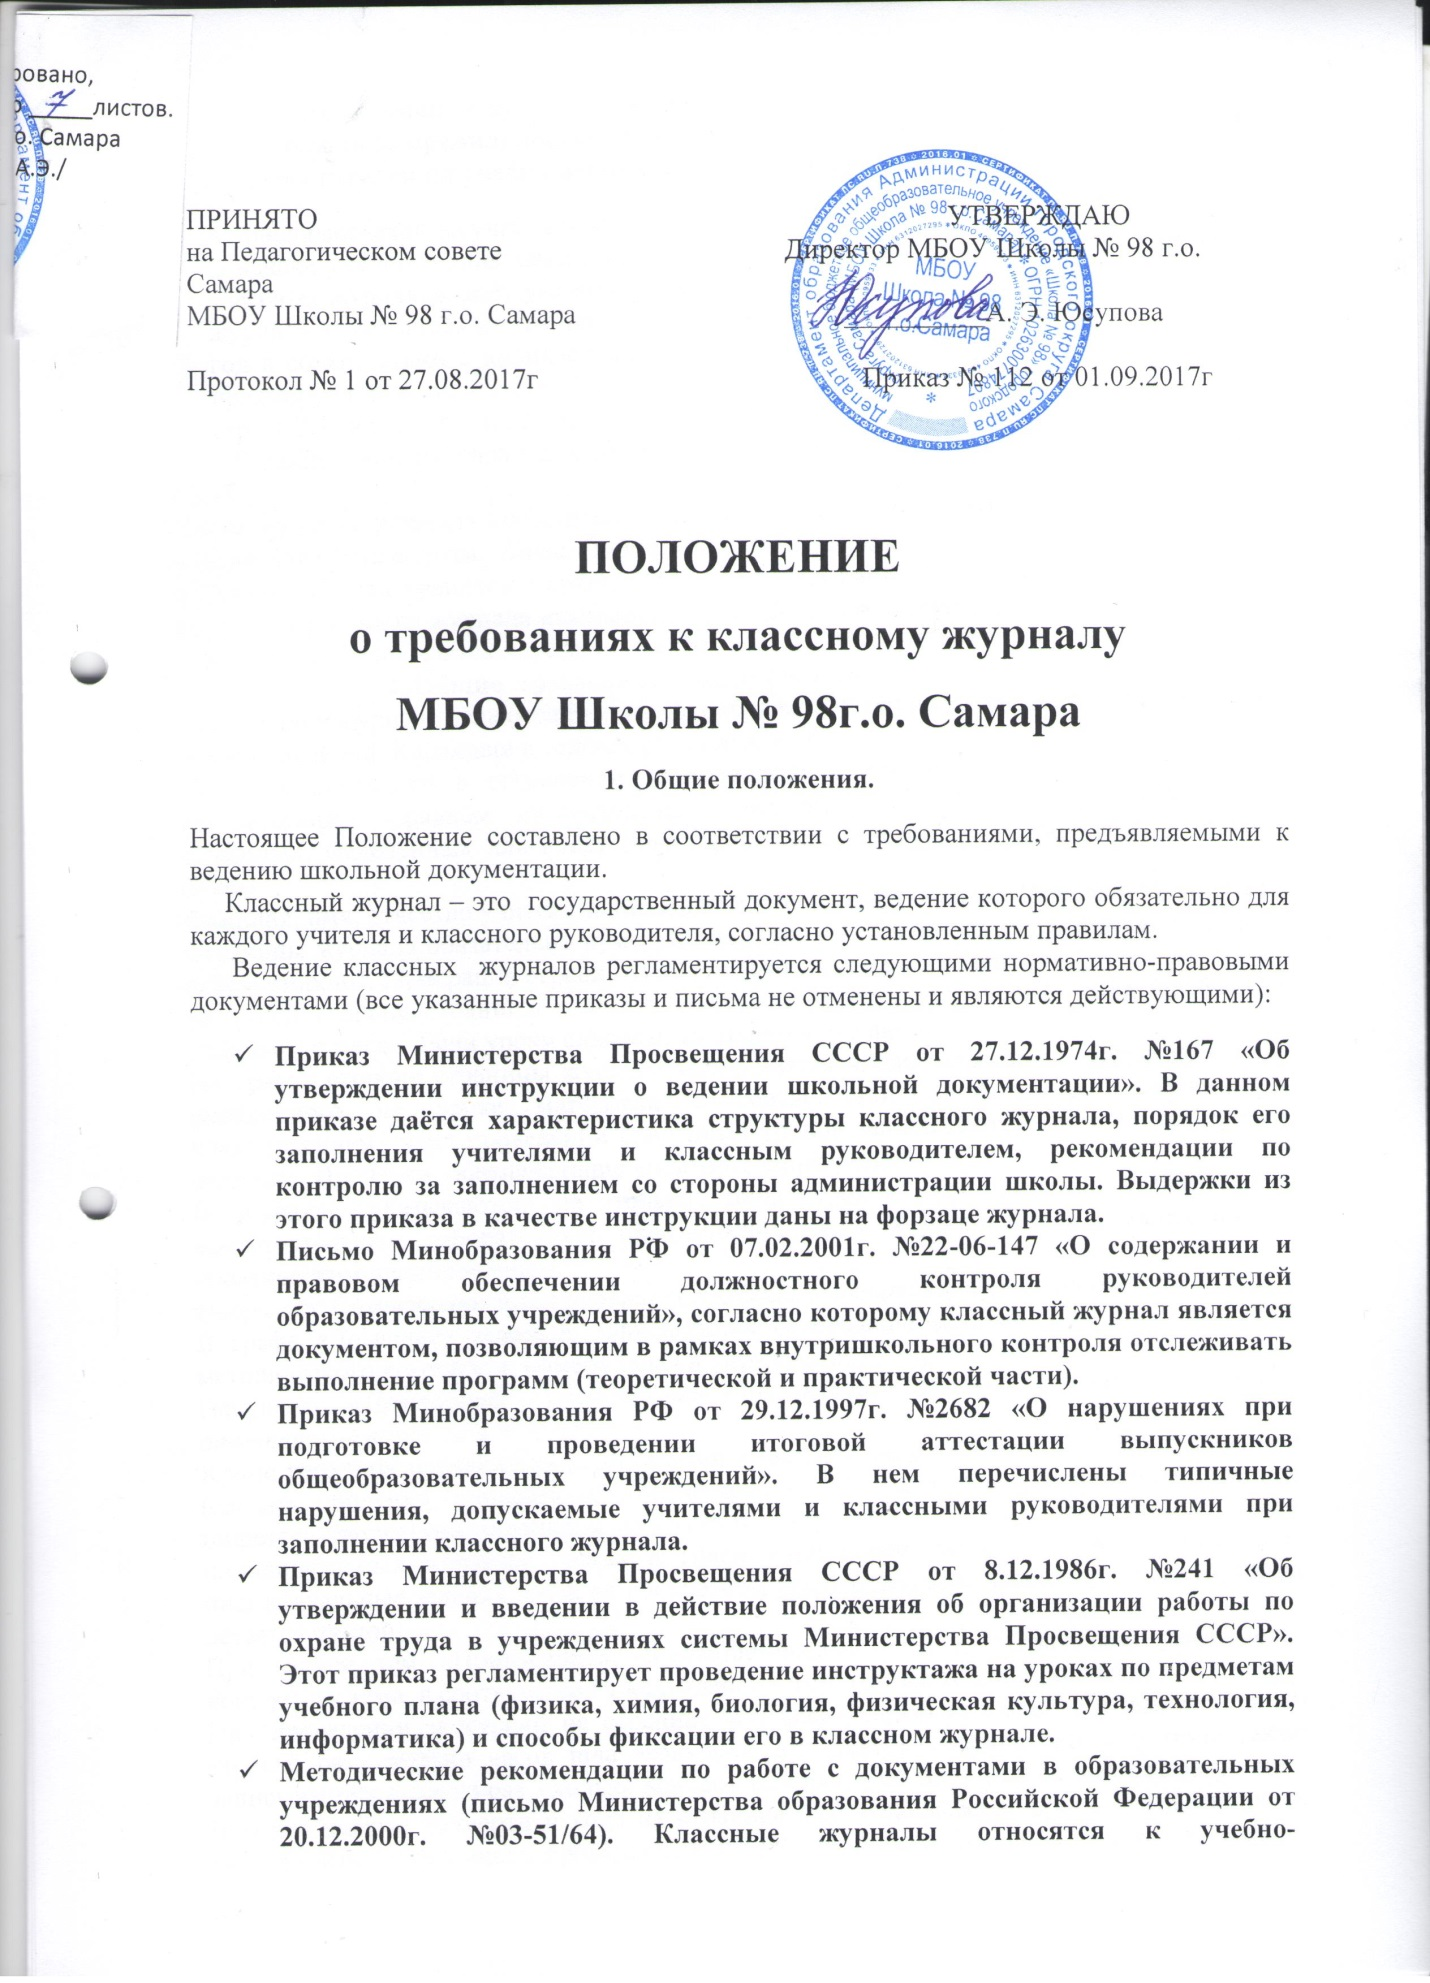 ровано,
7 листов.
о. Самара
А.Э./
ПРИНЯТО
на Педагогическом совете
Самара
МБОУ Школы № 98 г.о. Самара
Протокол № 1 от 27.08.2017г
УТВЕРЖДАЮ
Директор МБОУ Школы № 98 г.о.
А. Э. Юсупова
Приказ № 112 от 01.09.2017г
МБОУ
Школа № 98
г.о.Самара
ПОЛОЖЕНИЕ
о требованиях к классному журналу
МБОУ Школы № 98г.о. Самара
1. Общие положения.
Настоящее Положение составлено в соответствии с требованиями, предъявляемыми к
ведению школьной документации.
Классный журнал – это государственный документ, ведение которого обязательно для
каждого учителя и классного руководителя, согласно установленным правилам.
Ведение классных журналов регламентируется следующими нормативно-правовыми
документами (все указанные приказы и письма не отменены и являются действующими):
✓ Приказ Министерства Просвещения СССР от 27.12.1974г. №167 «Об
утверждении инструкции о ведении школьной документации». В данном
приказе даётся характеристика структуры классного журнала, порядок его
заполнения учителями и классным руководителем, рекомендации по
контролю за заполнением со стороны администрации школы. Выдержки из
этого приказа в качестве инструкции даны на форзаце журнала.
✓ Письмо Минобразования РФ от 07.02.2001г. №22-06-147 «О содержании и
правовом обеспечении должностного контроля руководителей
образовательных учреждений», согласно которому классный журнал является
документом, позволяющим в рамках внутришкольного контроля отслеживать
выполнение программ (теоретической и практической части).
✓ Приказ Минобразования РФ от 29.12.1997г. №2682 «О нарушениях при
подготовке и проведении итоговой аттестации выпускников
общеобразовательных учреждений». В нем перечислены типичные
нарушения, допускаемые учителями и классными руководителями при
заполнении классного журнала.
✓ Приказ Министерства Просвещения СССР от 8.12.1986г. №241 «Об
утверждении и введении в действие положения об организации работы по
охране труда в учреждениях системы Министерства Просвещения СССР».
Этот приказ регламентирует проведение инструктажа на уроках по предметам
учебного плана (физика, химия, биология, физическая культура, технология,
информатика) и способы фиксации его в классном журнале.
✓ Методические рекомендации по работе с документами в образовательных
учреждениях (письмо Министерства образования Российской Федерации от
20.12.2000г. №03-51/64). Классные журналы относятся к учебно-